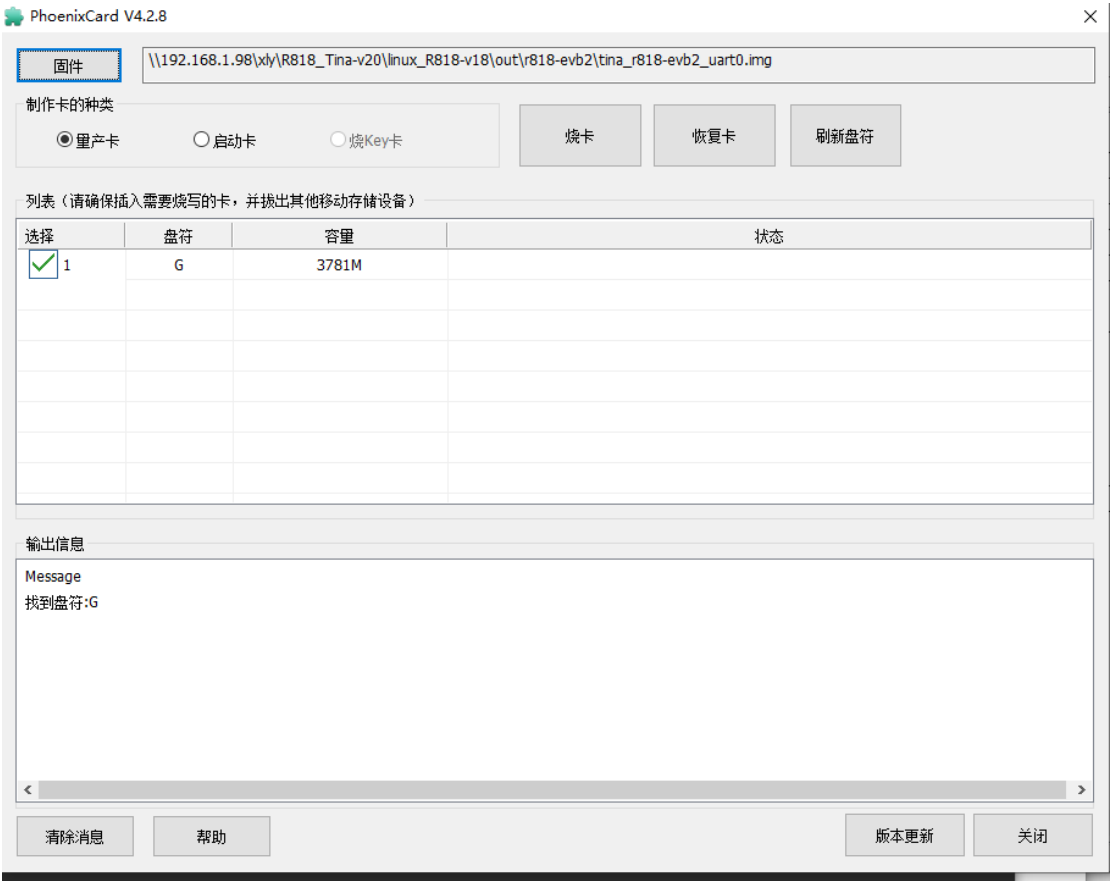 PhoenixCard V4.2.8
固件
\\192.168.1.98\xly\R818_Tina-v20\linux_R818-v18\out\r818-evb2\tina_r818-evb2_uart0.img
制作卡的种类
量产卡 启动卡 烧Key卡
烧卡 恢复卡 刷新盘符
列表（请确保插入需要烧写的卡，并拔出其他移动存储设备）
选择 盘符 容量 状态
1 G 3781M
输出信息
Message
找到盘符:G
清除消息 帮助 版本更新 关闭